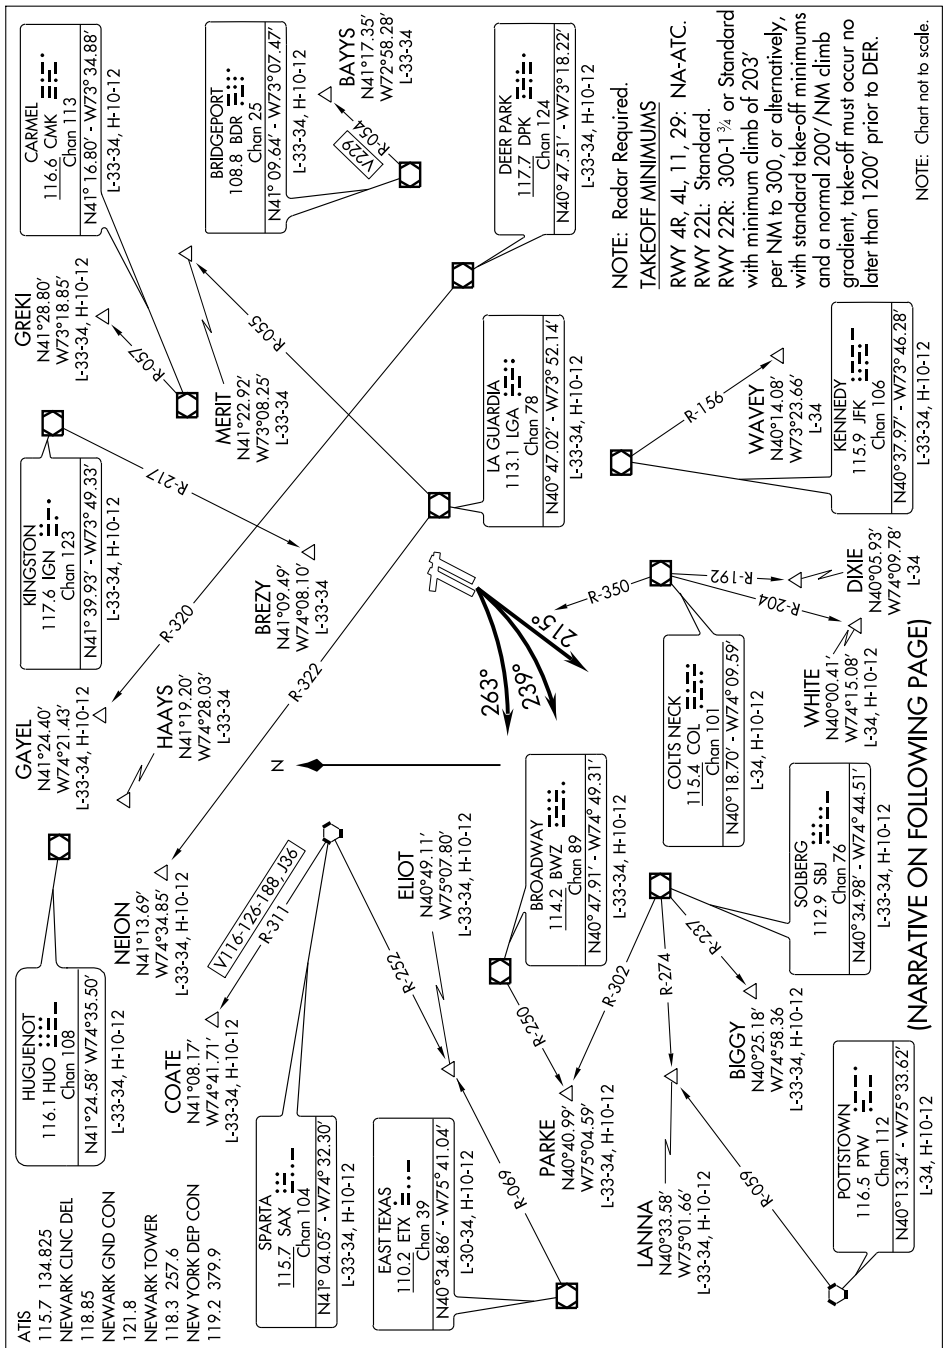 ATIS
115.7 134.825
NEWARK CLNC DEL
118.85
NEWARK GND CON
121.8
NEWARK TOWER
118.3 257.6
NEW YORK DEP CON
119.2 379.9
HUGUENOT
116.1 HUO
Chan 108
N41°24.58' W74°35.50'
L-33-34, H-10-12
GAYEL
N41°24.40'
W74°21.43'
L-33-34, H-10-12
HAAYS
N41°19.20'
W74°28.03'
L-33-34
KINGSTON
117.6 IGN
Chan 123
N41°39.93' - W73°49.33'
L-33-34, H-10-12
GREKI
N41°28.80'
W73°18.85'
L-33-34, H-10-12
CARMEL
116.6 CMK
Chan 113
N41°16.80' - W73°34.88'
L-33-34, H-10-12
R-057
MERIT
N41°22.92'
W73°08.25'
L-33-34
BRIDGEPORT
108.8 BDR
Chan 25
N41°09.64' - W73°07.47'
L-33-34, H-10-12
BAYYS
N41°17.35'
W72°58.28'
L-33-34
R-054
V229
R-055
R-217
R-320
BREZY
N41°09.49'
W74°08.10'
L-33-34
NEION
N41°13.69'
W74°34.85'
L-33-34, H-10-12
R-322
COATE
N41°08.17'
W74°41.71'
L-33-34, H-10-12
V116-126-188, J36
R-311
N
SPARTA
115.7 SAX
Chan 104
N41°04.05' - W74°32.30'
L-33-34, H-10-12
R-252
ELIOT
N40°49.11'
W75°07.80'
L-33-34, H-10-12
EAST TEXAS
110.2 ETX
Chan 39
N40°34.86' - W75°41.04'
L-30-34, H-10-12
R-069
LA GUARDIA
113.1 LGA
Chan 78
N40°47.02' - W73°52.14'
L-33-34, H-10-12
DEER PARK
117.7 DPK
Chan 124
N40°47.51' - W73°18.22'
L-33-34, H-10-12
263°
239°
215°
BROADWAY
114.2 BWZ
Chan 89
N40°47.91' - W74°49.31'
L-33-34, H-10-12
R-250
PARKE
N40°40.99'
W75°04.59'
L-33-34, H-10-12
R-302
R-274
R-237
LANNA
N40°33.58'
W75°01.66'
L-33-34, H-10-12
BIGGY
N40°25.18'
W74°58.36
L-33-34, H-10-12
SOLBERG
112.9 SBJ
Chan 76
N40°34.98' - W74°44.51'
L-33-34, H-10-12
R-059
POTTSTOWN
116.5 PTW
Chan 112
N40°13.34' - W75°33.62'
L-34, H-10-12
COLTS NECK
115.4 COL
Chan 101
N40°18.70' - W74°09.59'
L-34, H-10-12
R-350
R-192
R-204
WHITE
N40°00.41'
W74°15.08'
L-34, H-10-12
DIXIE
N40°05.93'
W74°09.78'
L-34
R-156
WAVEY
N40°14.08'
W73°23.66'
L-34
KENNEDY
115.9 JFK
Chan 106
N40°37.97' - W73°46.28'
L-33-34, H-10-12
NOTE: Radar Required.
TAKEOFF MINIMUMS
RWY 4R, 4L, 11, 29: NA-ATC.
RWY 22L: Standard.
RWY 22R: 300-1 ¾ or Standard
with minimum climb of 203'
per NM to 300, or alternatively,
with standard take-off minimums
and a normal 200'/NM climb
gradient, take-off must occur no
later than 1200' prior to DER.
NOTE: Chart not to scale.
(NARRATIVE ON FOLLOWING PAGE)